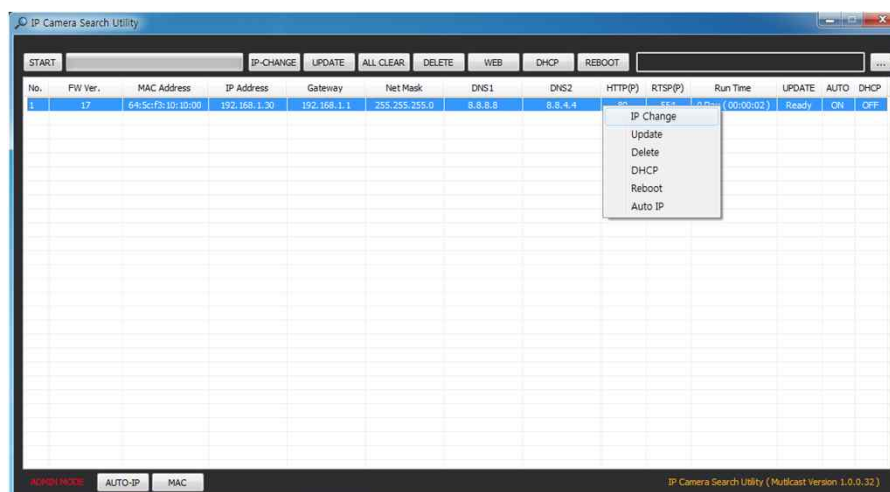 IP Camera Search Utility
START IP-CHANGE UPDATE ALL CLEAR DELETE WEB DHCP REBOOT ...
No. FW Ver. MAC Address IP Address Gateway Net Mask DNS1 DNS2 HTTP(P) RTSP(P) Run Time UPDATE AUTO DHCP
1 17 64:5c:f3:10:10:00 192.168.1.30 192.168.1.1 255.255.255.0 8.8.8.8 8.8.4.4 ( 00:00:02 ) Ready ON OFF
IP Change
Update
Delete
DHCP
Reboot
Auto IP
ADMIN MODE AUTO-IP MAC IP Camera Search Utility ( Mutilcast Version 1.0.0.32 )